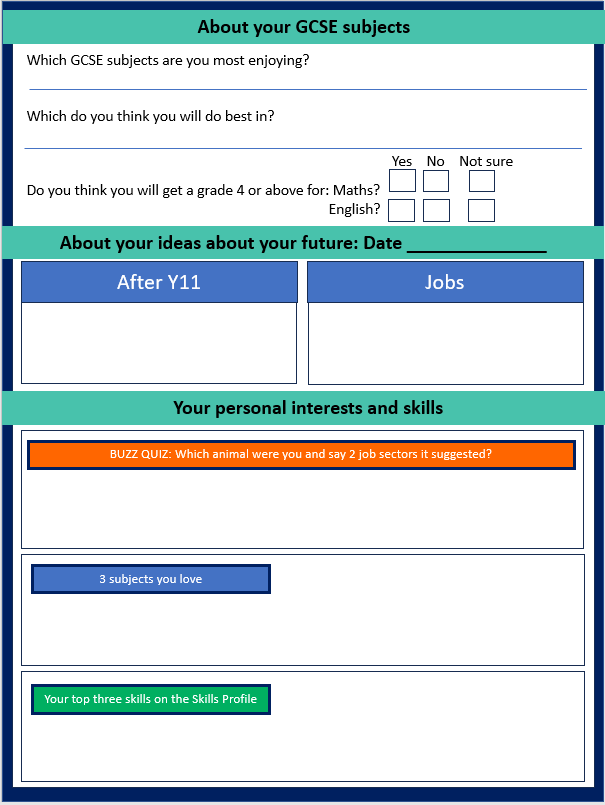 About your GCSE subjects
Which GCSE subjects are you most enjoying?
Which do you think you will do best in?
Yes No Not sure
Do you think you will get a grade 4 or above for: Maths?
English?
About your ideas about your future: Date ______________
After Y11
Jobs
Your personal interests and skills
BUZZ QUIZ: Which animal were you and say 2 job sectors it suggested?
3 subjects you love
Your top three skills on the Skills Profile